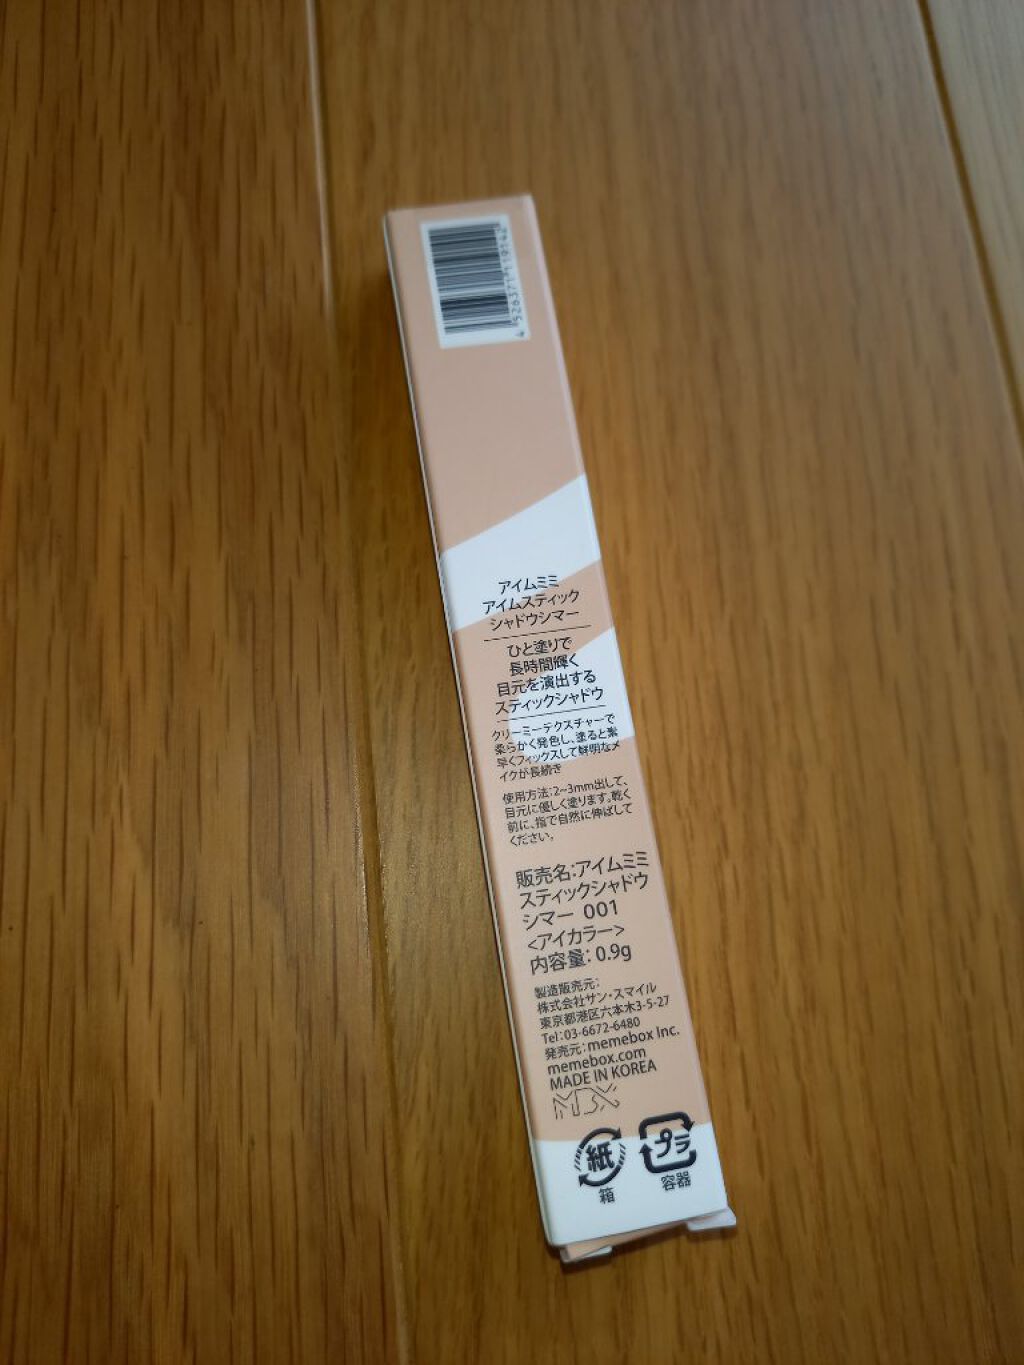 4526371119142
アイムミミ
アイムスティック
シャドウシマー
ひと塗りで
長時間輝く
目元を演出する
スティックシャドウ
クリーミーテクスチャーで
柔らかく発色し、塗ると素
早くフィックスして鮮明なメ
イクが長続き
使用方法:2~3mm出して、
目元に優しく塗ります。乾く
前に、指で自然に伸ばして
ください。
販売名:アイムミミ
スティックシャドウ
シマー 001
<アイカラー>
内容量: 0.9g
製造販売元:
株式会社サン・スマイル
東京都港区六本木3-5-27
Tel:03-6672-6480
発売元:memebox Inc.
memebox.com
MADE IN KOREA
MBX
紙 プラ
箱 容器